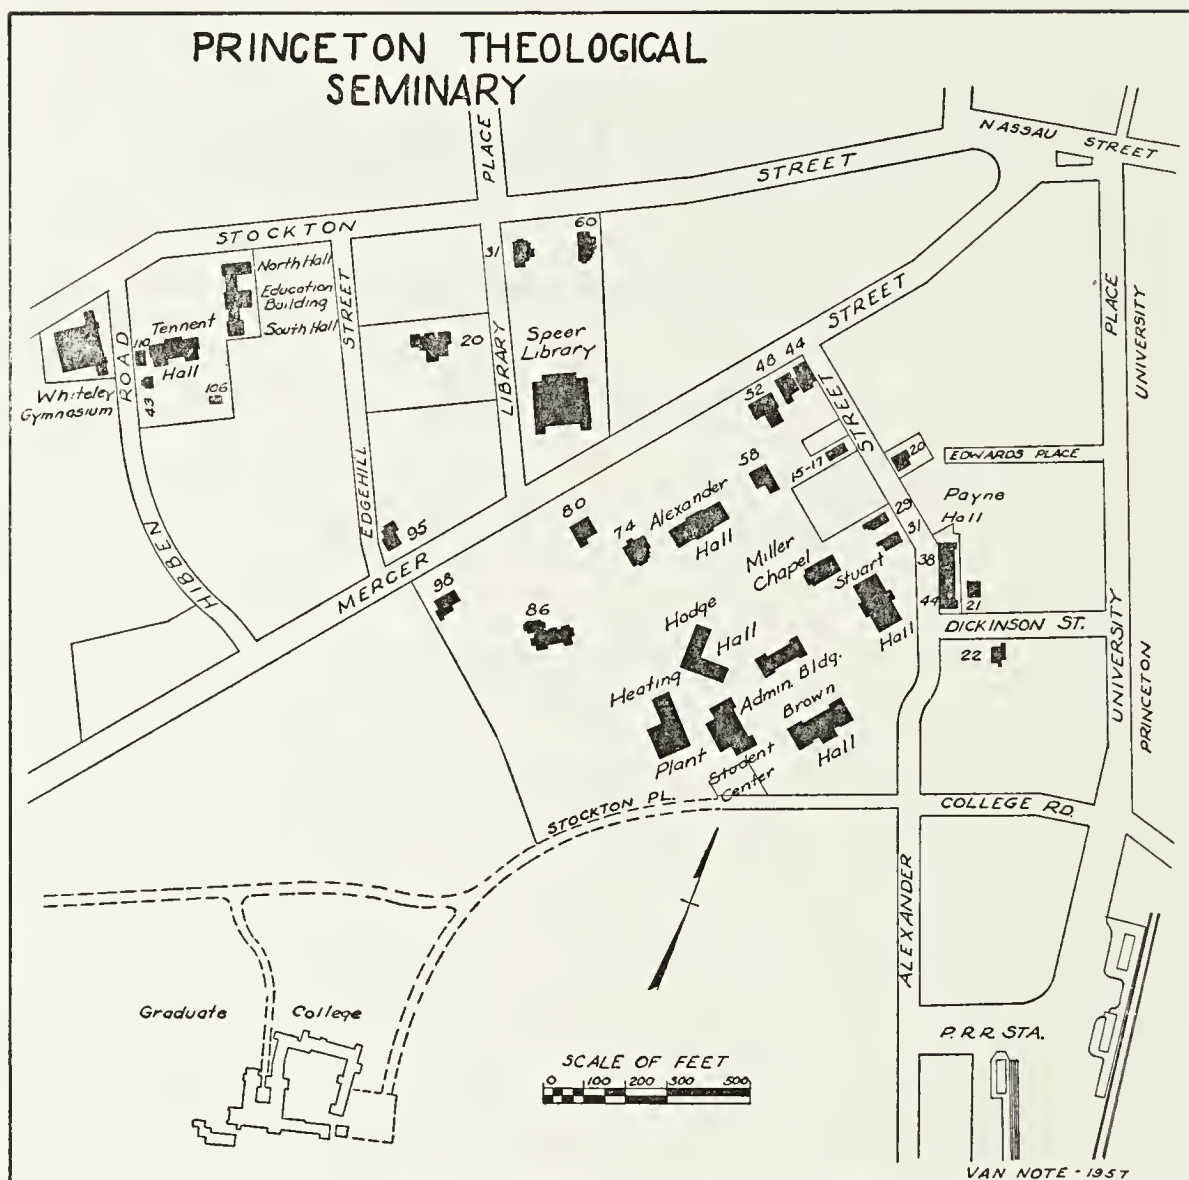 PRINCETON THEOLOGICAL
SEMINARY
NASSAU STREET
STOCKTON STREET
LIBRARY PLACE
31
60
North Hall
Education
Building
South Hall
Tennent
Hall
110
43
106
Whiteley
Gymnasium
HIBBEN ROAD
EDGEHILL STREET
20
Speer
Library
MERCER STREET
48
44
52
58
15-17
20
EDWARDS PLACE
UNIVERSITY PLACE
PRINCETON UNIVERSITY
Payne
Hall
29
31
38
44
21
DICKINSON ST.
22
95
98
80
74
86
Alexander
Hall
Miller
Chapel
Stuart
Hall
Hodge
Hall
Admin. Bldg.
Heating
Plant
Brown
Hall
Student
Center
STOCKTON PL.
COLLEGE RD.
ALEXANDER STREET
Graduate College
P.R.R STA.
SCALE OF FEET
0 100 200 300 500
VAN NOTE - 1957